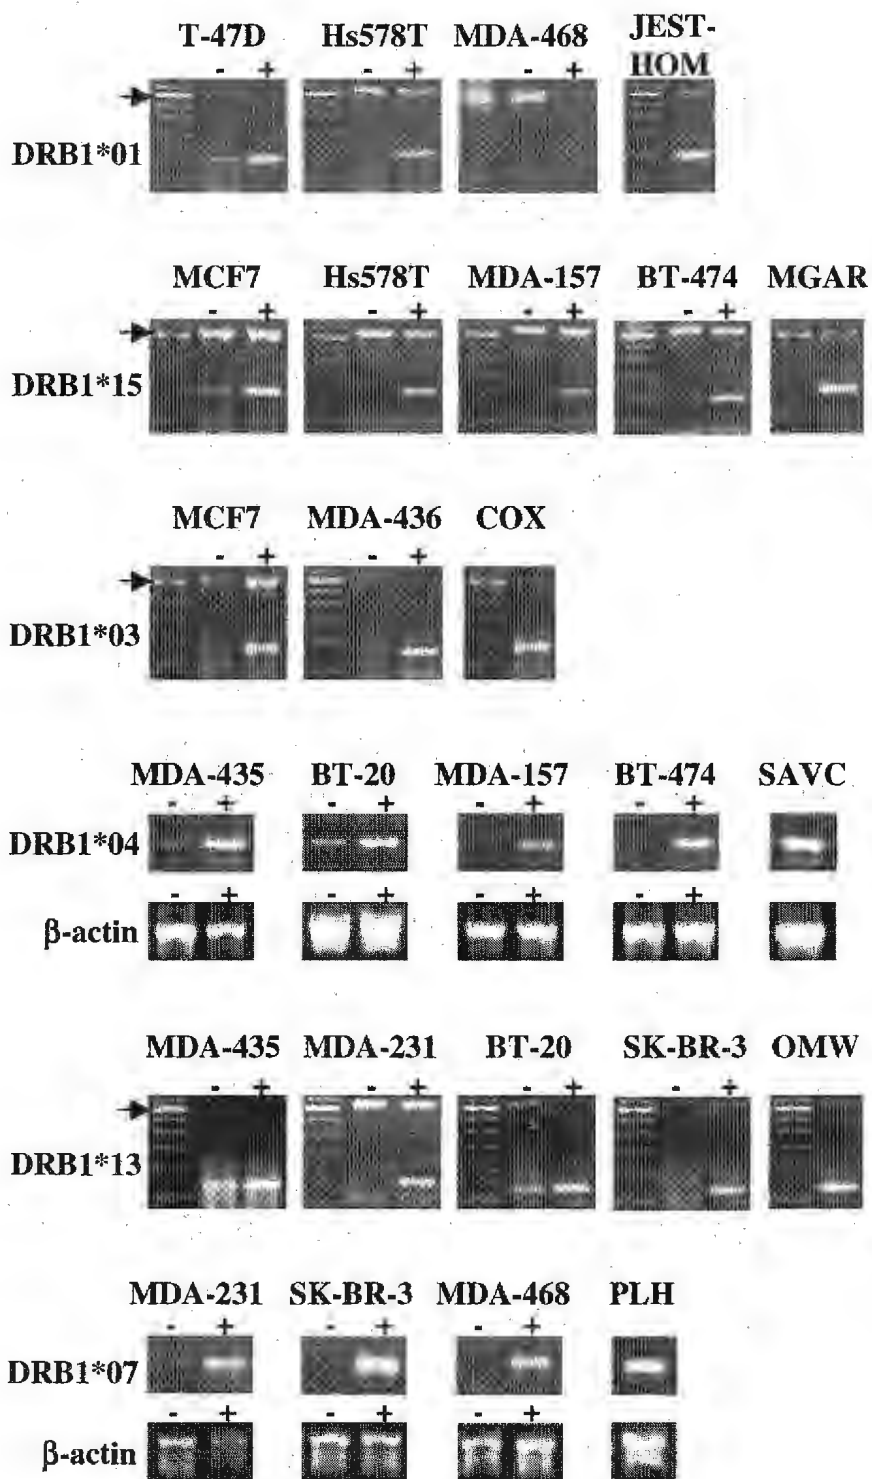 T-47D Hs578T MDA-468 JEST-HOM
- + - + - +
DRB1*01
MCF7 Hs578T MDA-157 BT-474 MGAR
- + - + - + - +
DRB1*15
MCF7 MDA-436 COX
- + - +
DRB1*03
MDA-435 BT-20 MDA-157 BT-474 SAVC
- + - + - + - +
DRB1*04
- + - + - + - +
β-actin
MDA-435 MDA-231 BT-20 SK-BR-3 OMW
- + - + - + - +
DRB1*13
MDA-231 SK-BR-3 MDA-468 PLH
- + - + - +
DRB1*07
- + - + - +
β-actin